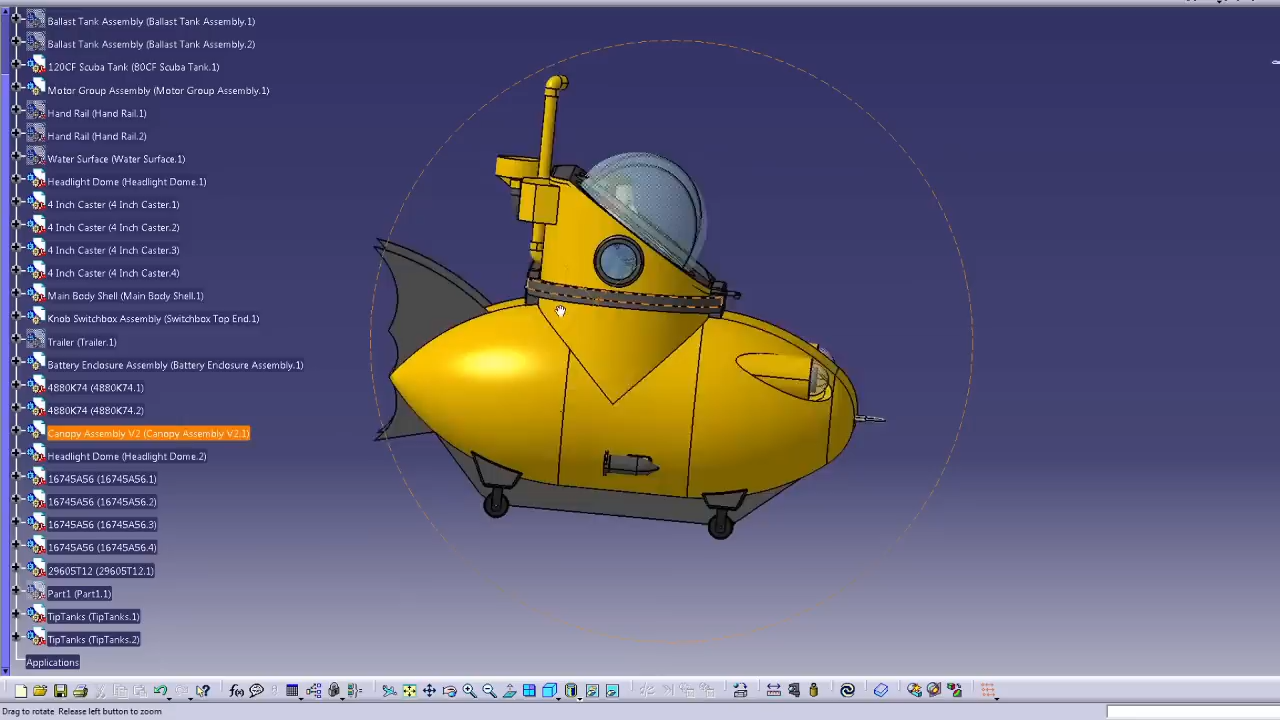 Ballast Tank Assembly (Ballast Tank Assembly.1)
Ballast Tank Assembly (Ballast Tank Assembly.2)
120CF Scuba Tank (80CF Scuba Tank.1)
Motor Group Assembly (Motor Group Assembly.1)
Hand Rail (Hand Rail.1)
Hand Rail (Hand Rail.2)
Water Surface (Water Surface.1)
Headlight Dome (Headlight Dome.1)
4 Inch Caster (4 Inch Caster.1)
4 Inch Caster (4 Inch Caster.2)
4 Inch Caster (4 Inch Caster.3)
4 Inch Caster (4 Inch Caster.4)
Main Body Shell (Main Body Shell.1)
Knob Switchbox Assembly (Switchbox Top End.1)
Trailer (Trailer.1)
Battery Enclosure Assembly (Battery Enclosure Assembly.1)
4880K74 (4880K74.1)
4880K74 (4880K74.2)
Canopy Assembly V2 (Canopy Assembly V2.1)
Headlight Dome (Headlight Dome.2)
16745A56 (16745A56.1)
16745A56 (16745A56.2)
16745A56 (16745A56.3)
16745A56 (16745A56.4)
29605T12 (29605T12.1)
Part1 (Part1.1)
TipTanks (TipTanks.1)
TipTanks (TipTanks.2)
Applications
Drag to rotate Release left button to zoom